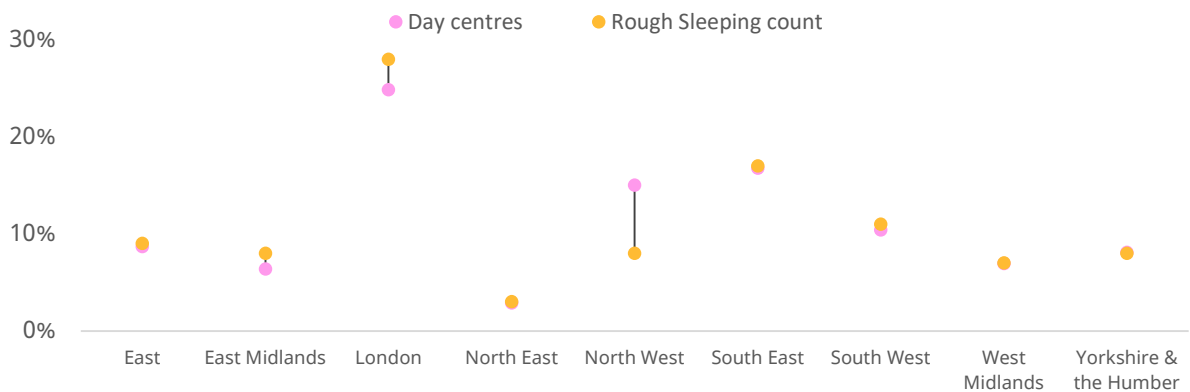 Day centres
Rough Sleeping count
30%
20%
10%
0%
East
East Midlands
London
North East
North West
South East
South West
West
Midlands
Yorkshire &
the Humber